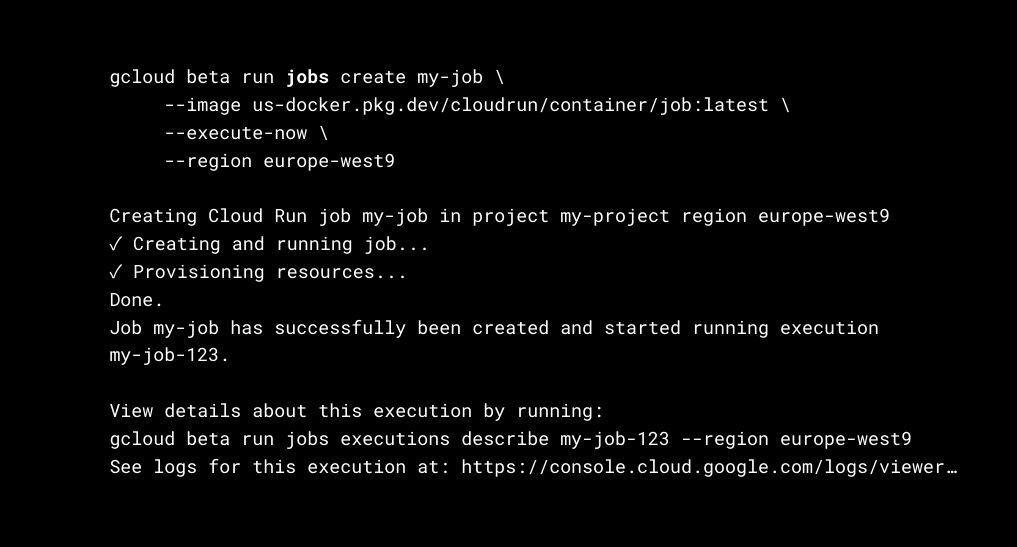 gcloud beta run jobs create my-job \
--image us-docker.pkg.dev/cloudrun/container/job:latest \
--execute-now \
--region europe-west9
Creating Cloud Run job my-job in project my-project region europe-west9
✓ Creating and running job...
✓ Provisioning resources...
Done.
Job my-job has successfully been created and started running execution
my-job-123.
View details about this execution by running:
gcloud beta run jobs executions describe my-job-123 --region europe-west9
See logs for this execution at: https://console.cloud.google.com/logs/viewer…